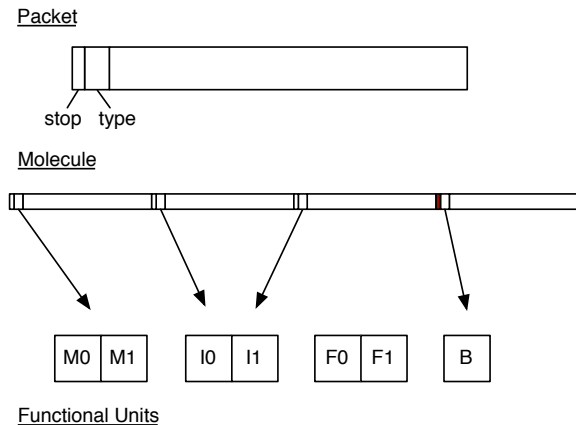 Packet
stop type
Molecule
M0 M1 I0 I1 F0 F1 B
Functional Units